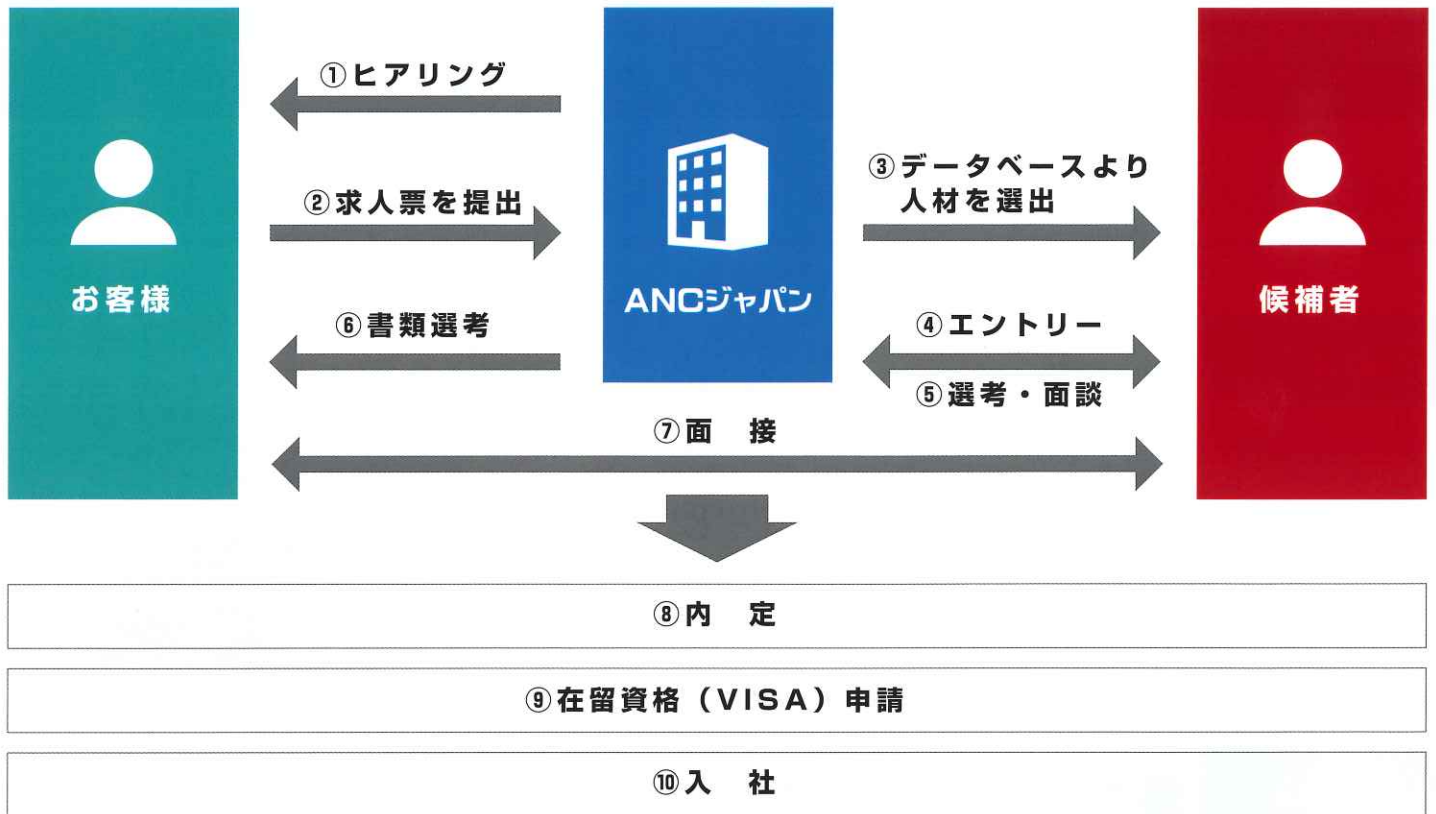 ①ヒアリング
②求人票を提出
③データベースより
人材を選出
お客様
ANCジャパン
候補者
⑥書類選考
④エントリー
⑤選考・面談
⑦面　接
⑧内　定
⑨在留資格（VISA）申請
⑩入　社